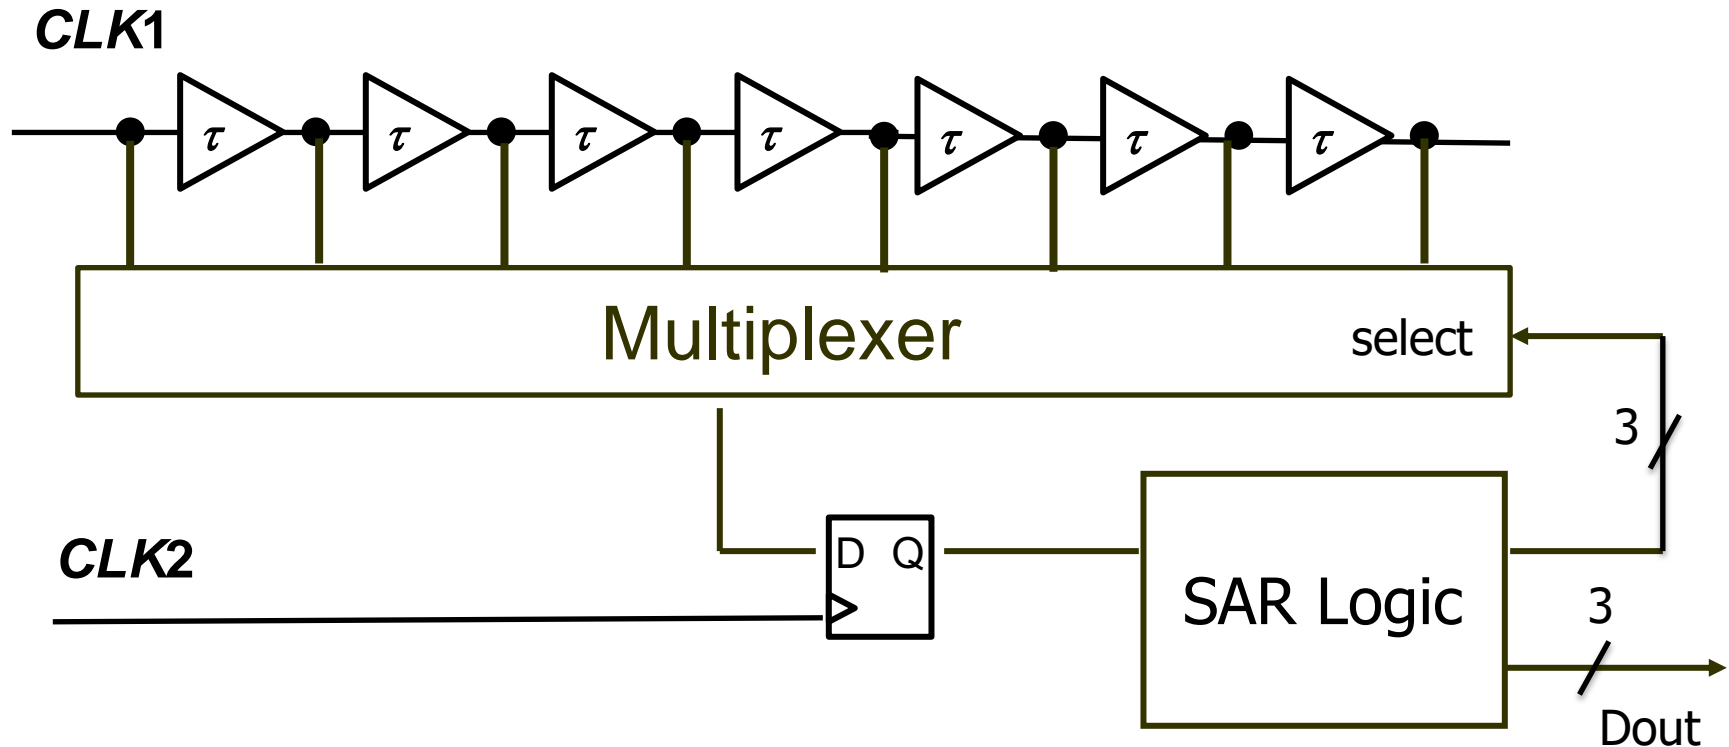 CLK1
τ τ τ τ τ τ τ
Multiplexer
select
3
CLK2
D Q
SAR Logic
3
Dout